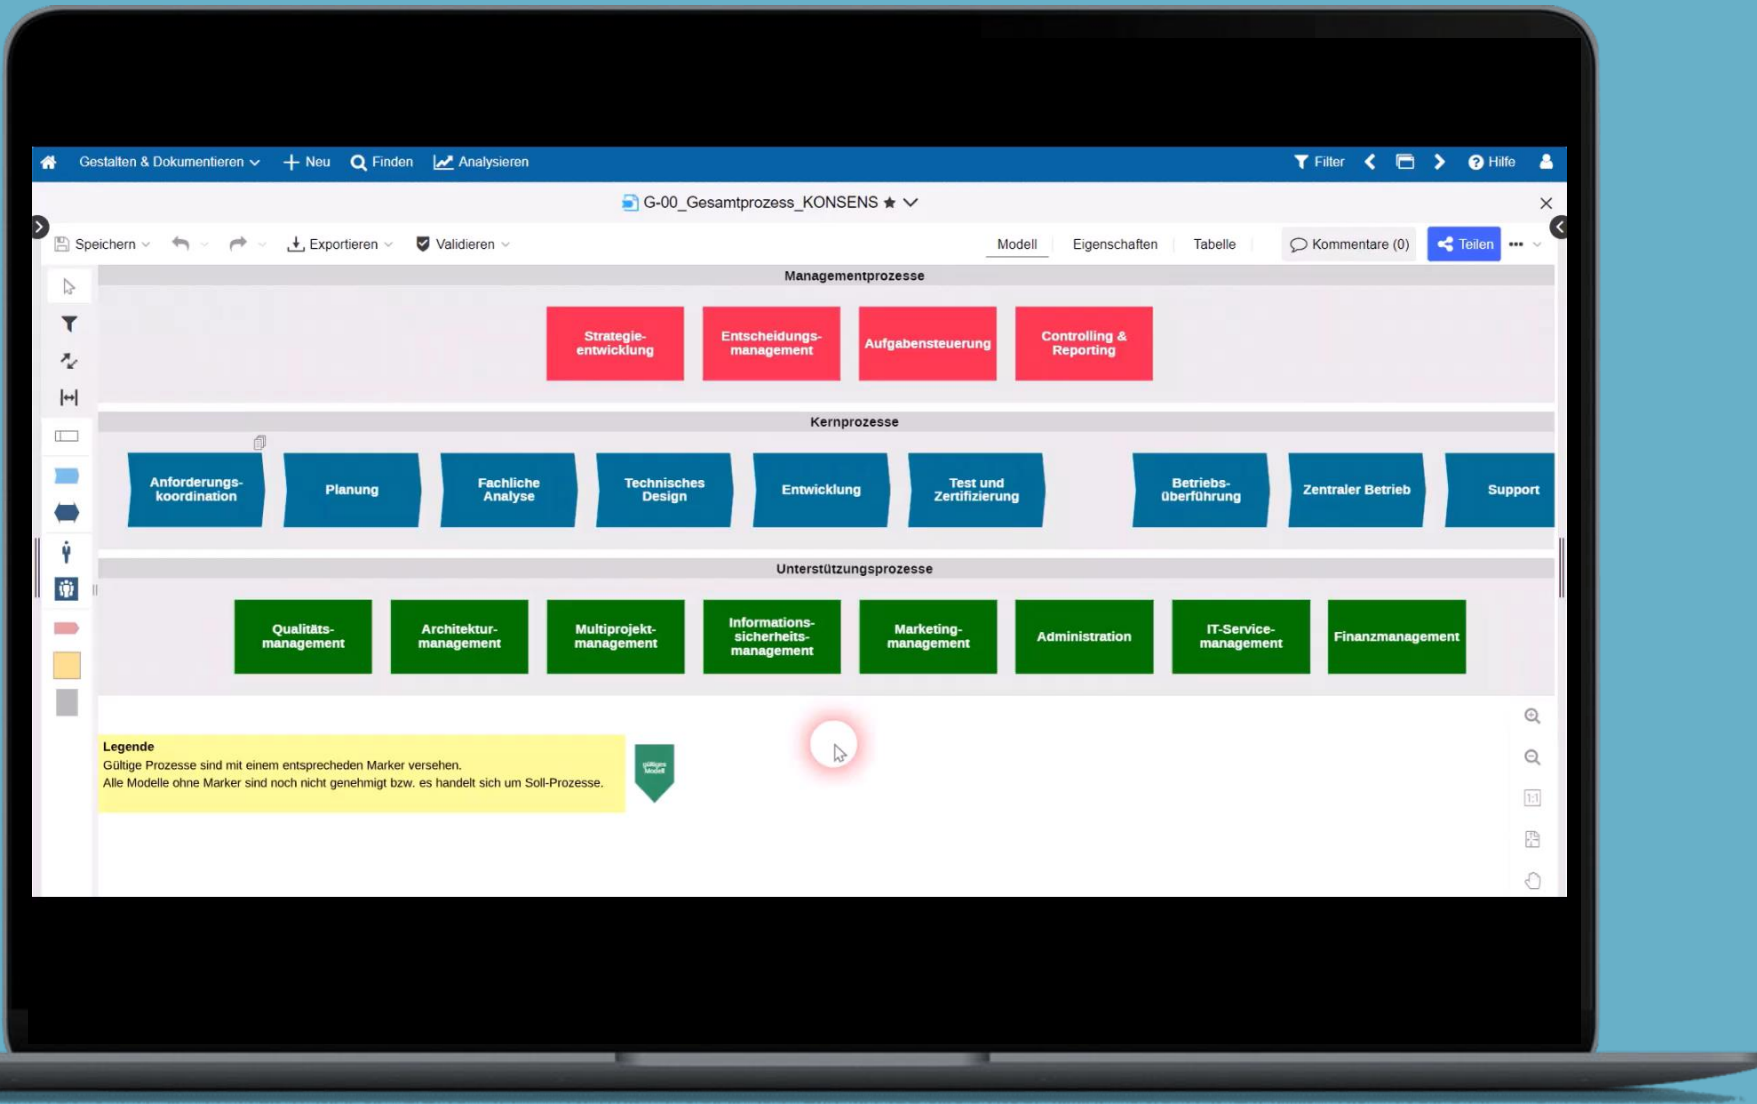 Gestalten & Dokumentieren Neu Finden Analysieren Filter Hilfe
G-00_Gesamtprozess_KONSENS
Speichern Exportieren Validieren Modell Eigenschaften Tabelle Kommentare (0) Teilen
Managementprozesse
Strategie-
entwicklung
Entscheidungs-
management
Aufgabensteuerung
Controlling &
Reporting
Kernprozesse
Anforderungs-
koordination
Planung
Fachliche
Analyse
Technisches
Design
Entwicklung
Test und
Zertifizierung
Betriebs-
überführung
Zentraler Betrieb
Support
Unterstützungsprozesse
Qualitäts-
management
Architektur-
management
Multiprojekt-
management
Informations-
sicherheits-
management
Marketing-
management
Administration
IT-Service-
management
Finanzmanagement
Legende
Gültige Prozesse sind mit einem entsprecheden Marker versehen.
Alle Modelle ohne Marker sind noch nicht genehmigt bzw. es handelt sich um Soll-Prozesse.
gültiges
Modell
1:1